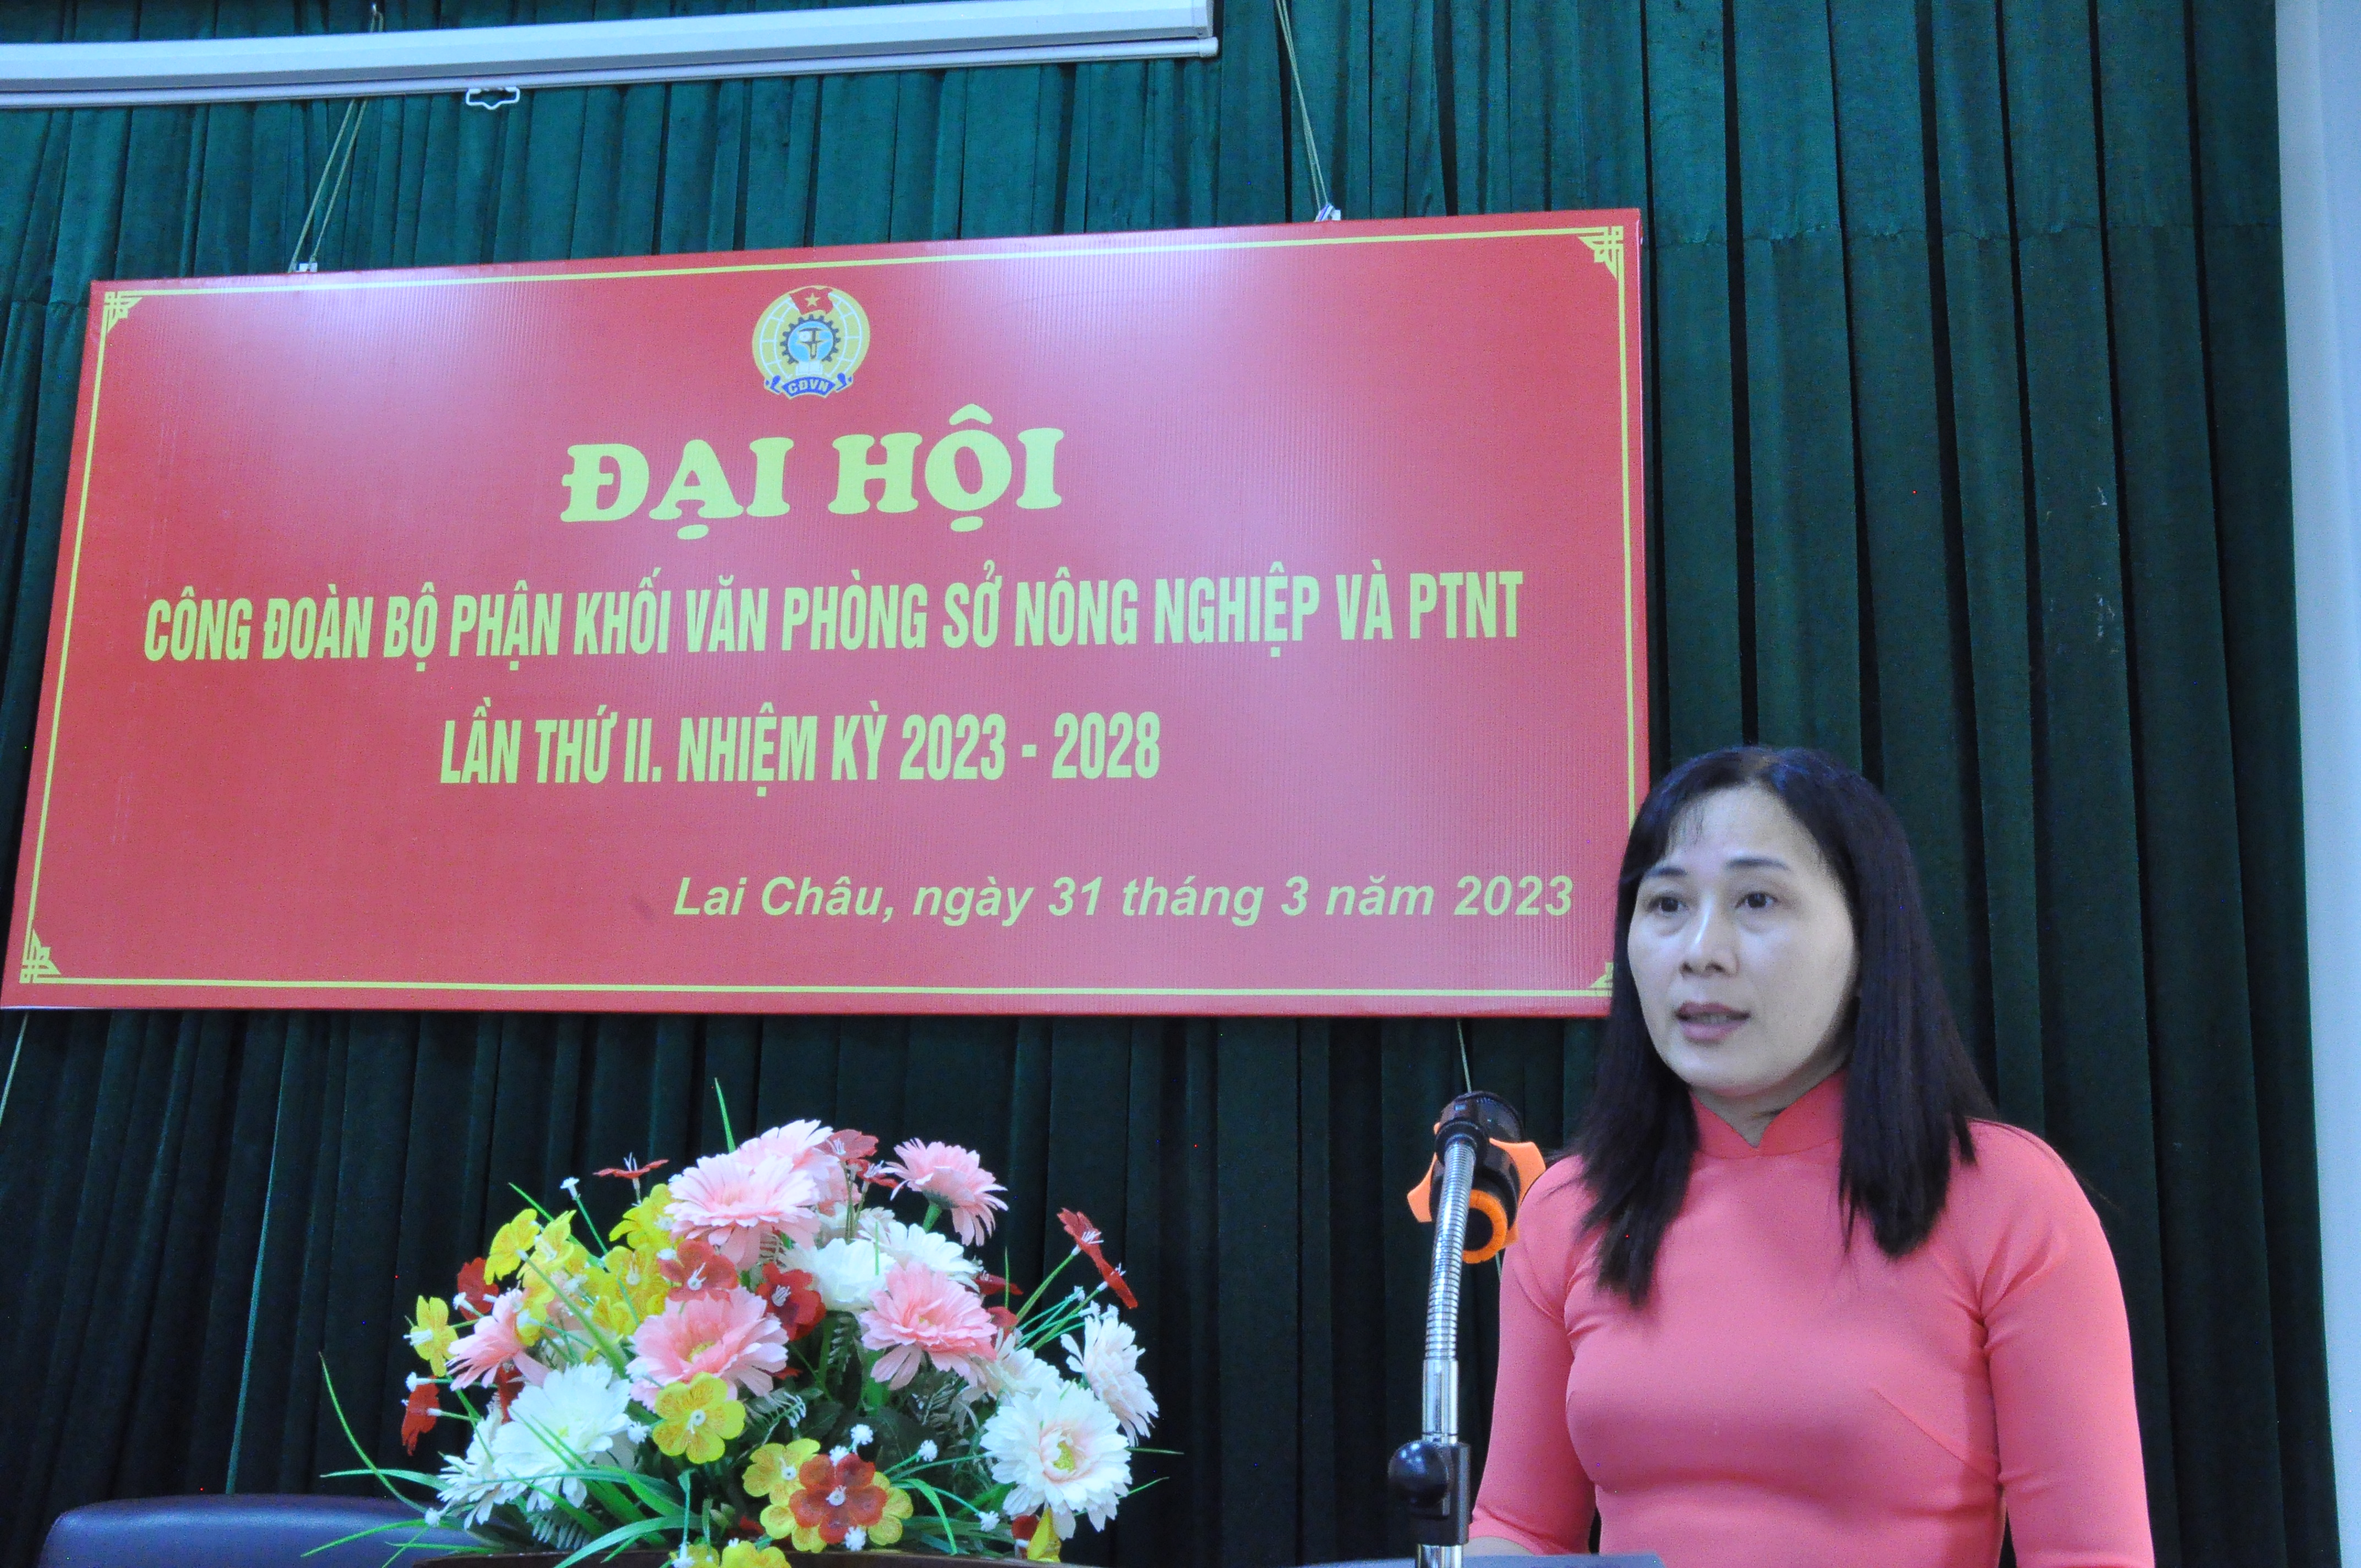 CĐVN
ĐẠI HỘI
CÔNG ĐOÀN BỘ PHẬN KHỐI VĂN PHÒNG SỞ NÔNG NGHIỆP VÀ PTNT
LẦN THỨ II. NHIỆM KỲ 2023 - 2028
Lai Châu, ngày 31 tháng 3 năm 2023